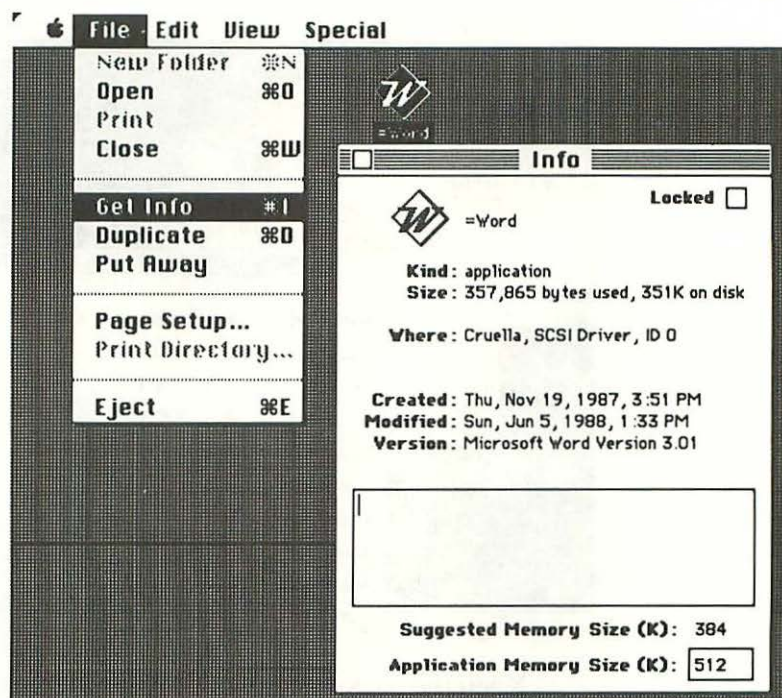 File Edit View Special
New Folder ⌘N
Open ⌘O
Print
Close ⌘W
Get Info ⌘I
Duplicate ⌘D
Put Away
Page Setup...
Print Directory...
Eject ⌘E
=Word
Info
Locked
=Word
Kind: application
Size: 357,865 bytes used, 351K on disk
Where: Cruella, SCSI Driver, ID 0
Created: Thu, Nov 19, 1987, 3:51 PM
Modified: Sun, Jun 5, 1988, 1:33 PM
Version: Microsoft Word Version 3.01
Suggested Memory Size (K): 384
Application Memory Size (K): 512